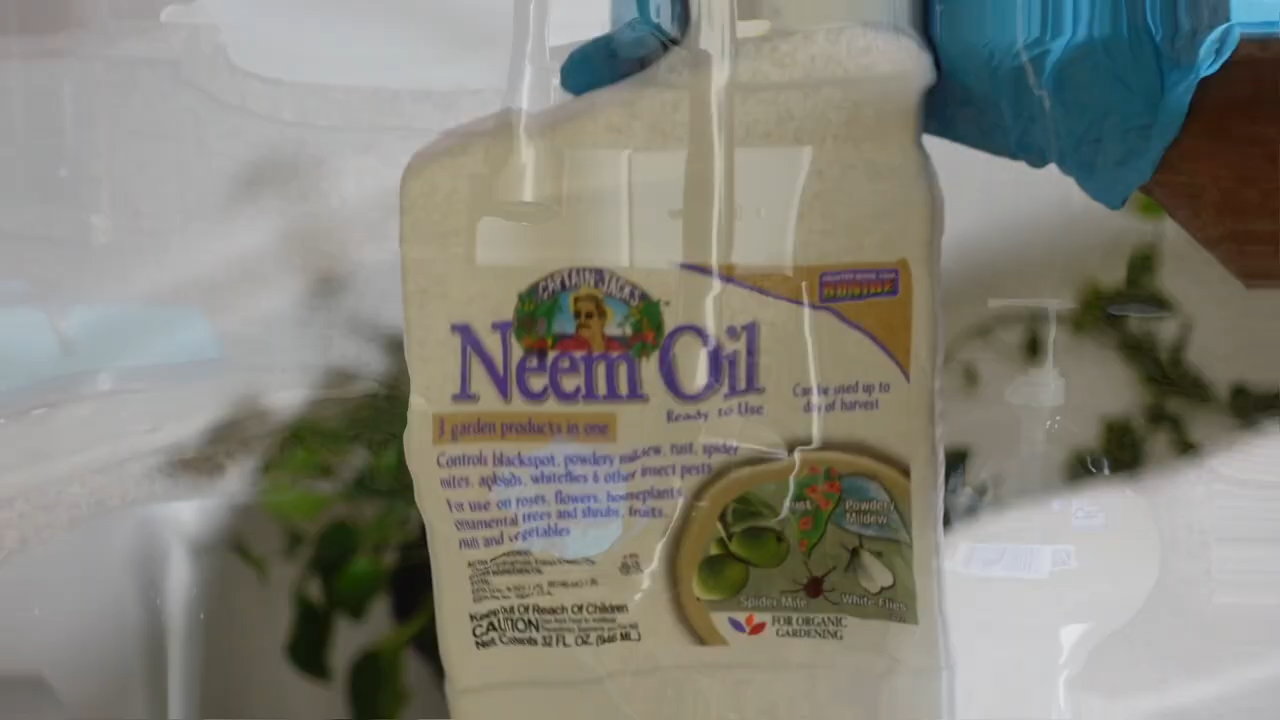 CAPTAIN JACK'S
BONIDE
Neem Oil
Ready to Use
Can be used up to
day of harvest
3 garden products in one
Controls blackspot, powdery mildew, rust, spider
mites, aphids, whiteflies & other insect pests
For use on roses, flowers, houseplants,
ornamental trees and shrubs, fruits,
nuts and vegetables
Rust
Powdery
Mildew
Spider Mite
White Flies
Keep Out Of Reach Of Children
CAUTION
Net Contents 32 FL. OZ. (946 ML.)
FOR ORGANIC
GARDENING